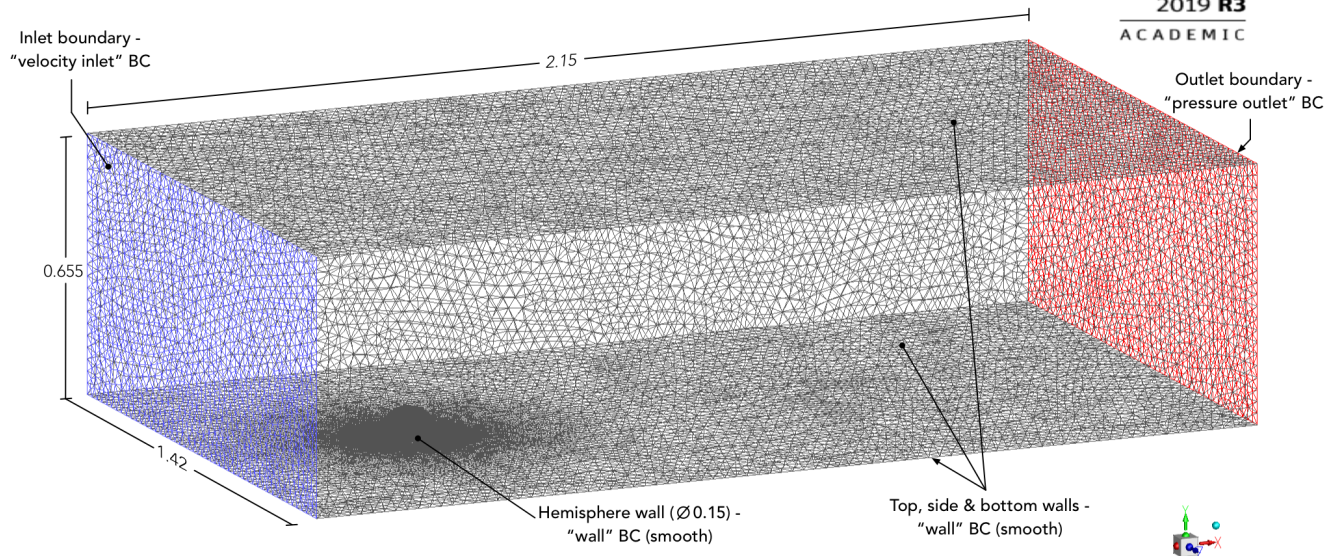 2019 R3
ACADEMIC
Inlet boundary -
“velocity inlet” BC
2.15
Outlet boundary -
“pressure outlet” BC
0.655
1.42
Hemisphere wall (Ø0.15) -
“wall” BC (smooth)
Top, side & bottom walls -
“wall” BC (smooth)
Y
X